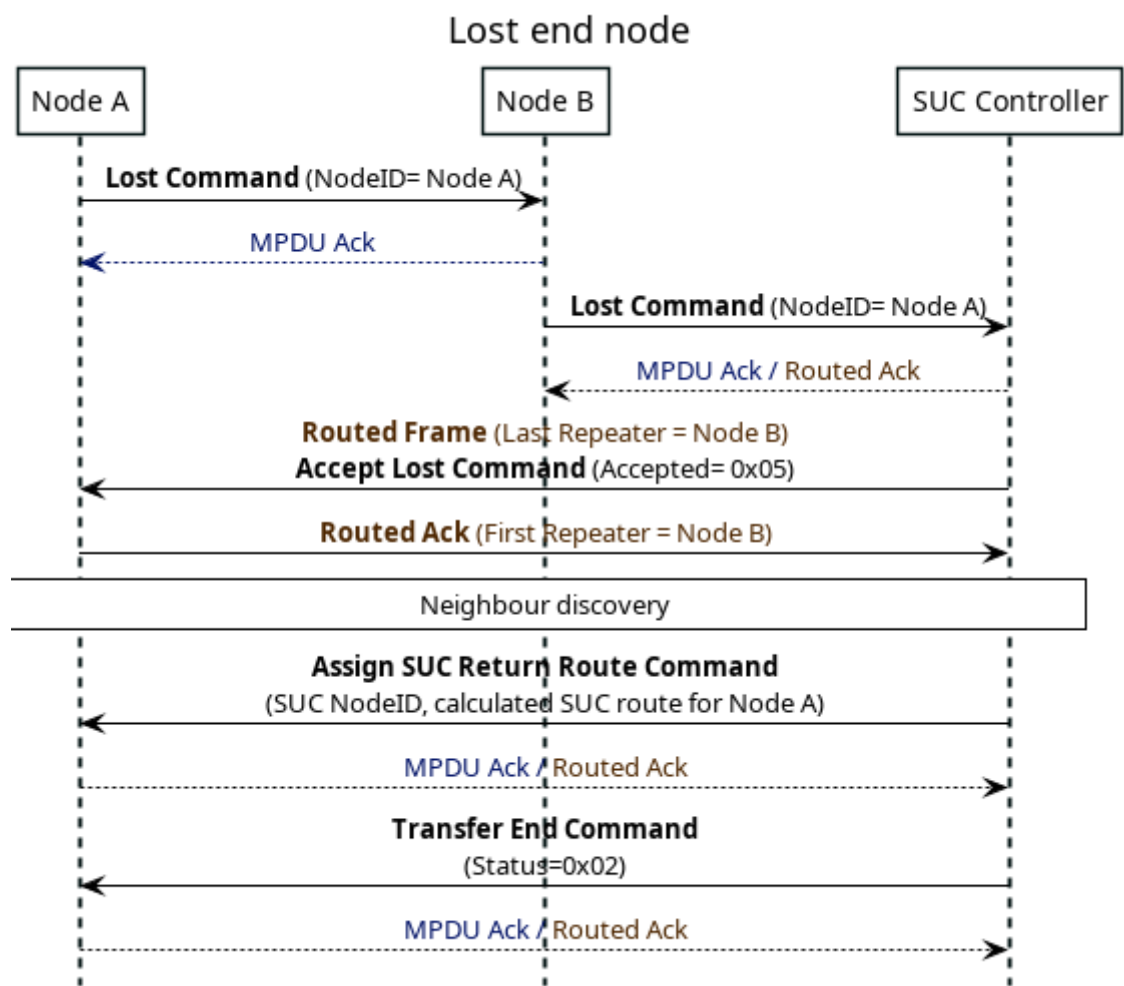 Lost end node
Node A
Node B
SUC Controller
Lost Command (NodeID= Node A)
MPDU Ack
Lost Command (NodeID= Node A)
MPDU Ack / Routed Ack
Routed Frame (Last Repeater = Node B)
Accept Lost Command (Accepted= 0x05)
Routed Ack (First Repeater = Node B)
Neighbour discovery
Assign SUC Return Route Command
(SUC NodeID, calculated SUC route for Node A)
MPDU Ack / Routed Ack
Transfer End Command
(Status=0x02)
MPDU Ack / Routed Ack